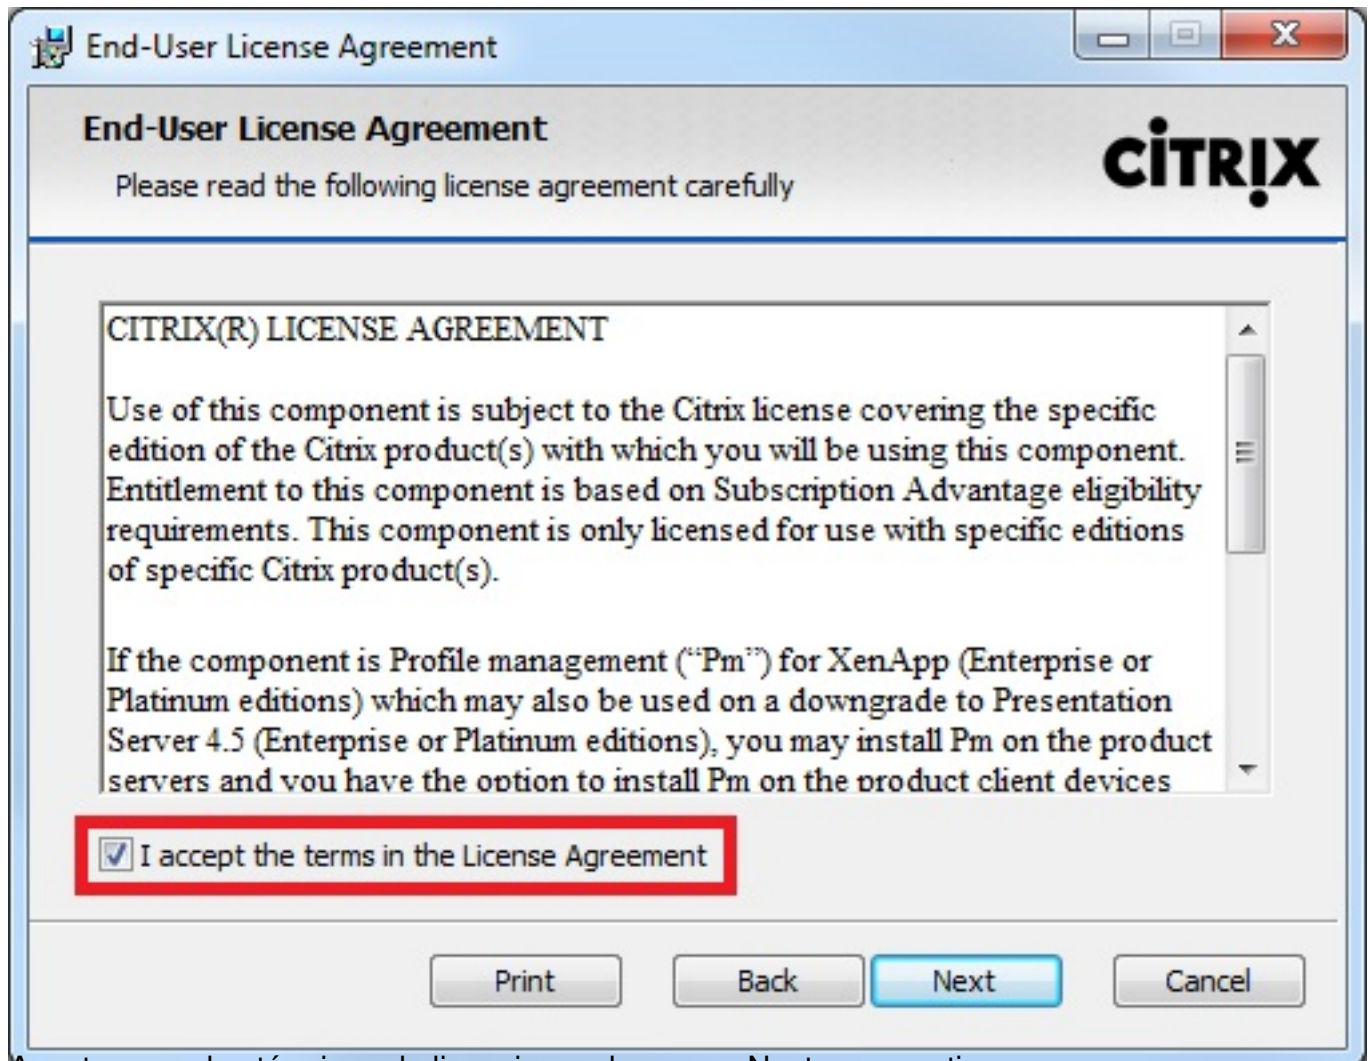 End-User License Agreement
End-User License Agreement
Please read the following license agreement carefully
CİTRIX
CITRIX(R) LICENSE AGREEMENT
Use of this component is subject to the Citrix license covering the specific
edition of the Citrix product(s) with which you will be using this component.
Entitlement to this component is based on Subscription Advantage eligibility
requirements. This component is only licensed for use with specific editions
of specific Citrix product(s).
If the component is Profile management (“Pm”) for XenApp (Enterprise or
Platinum editions) which may also be used on a downgrade to Presentation
Server 4.5 (Enterprise or Platinum editions), you may install Pm on the product
servers and you have the option to install Pm on the product client devices
I accept the terms in the License Agreement
Print
Back
Next
Cancel